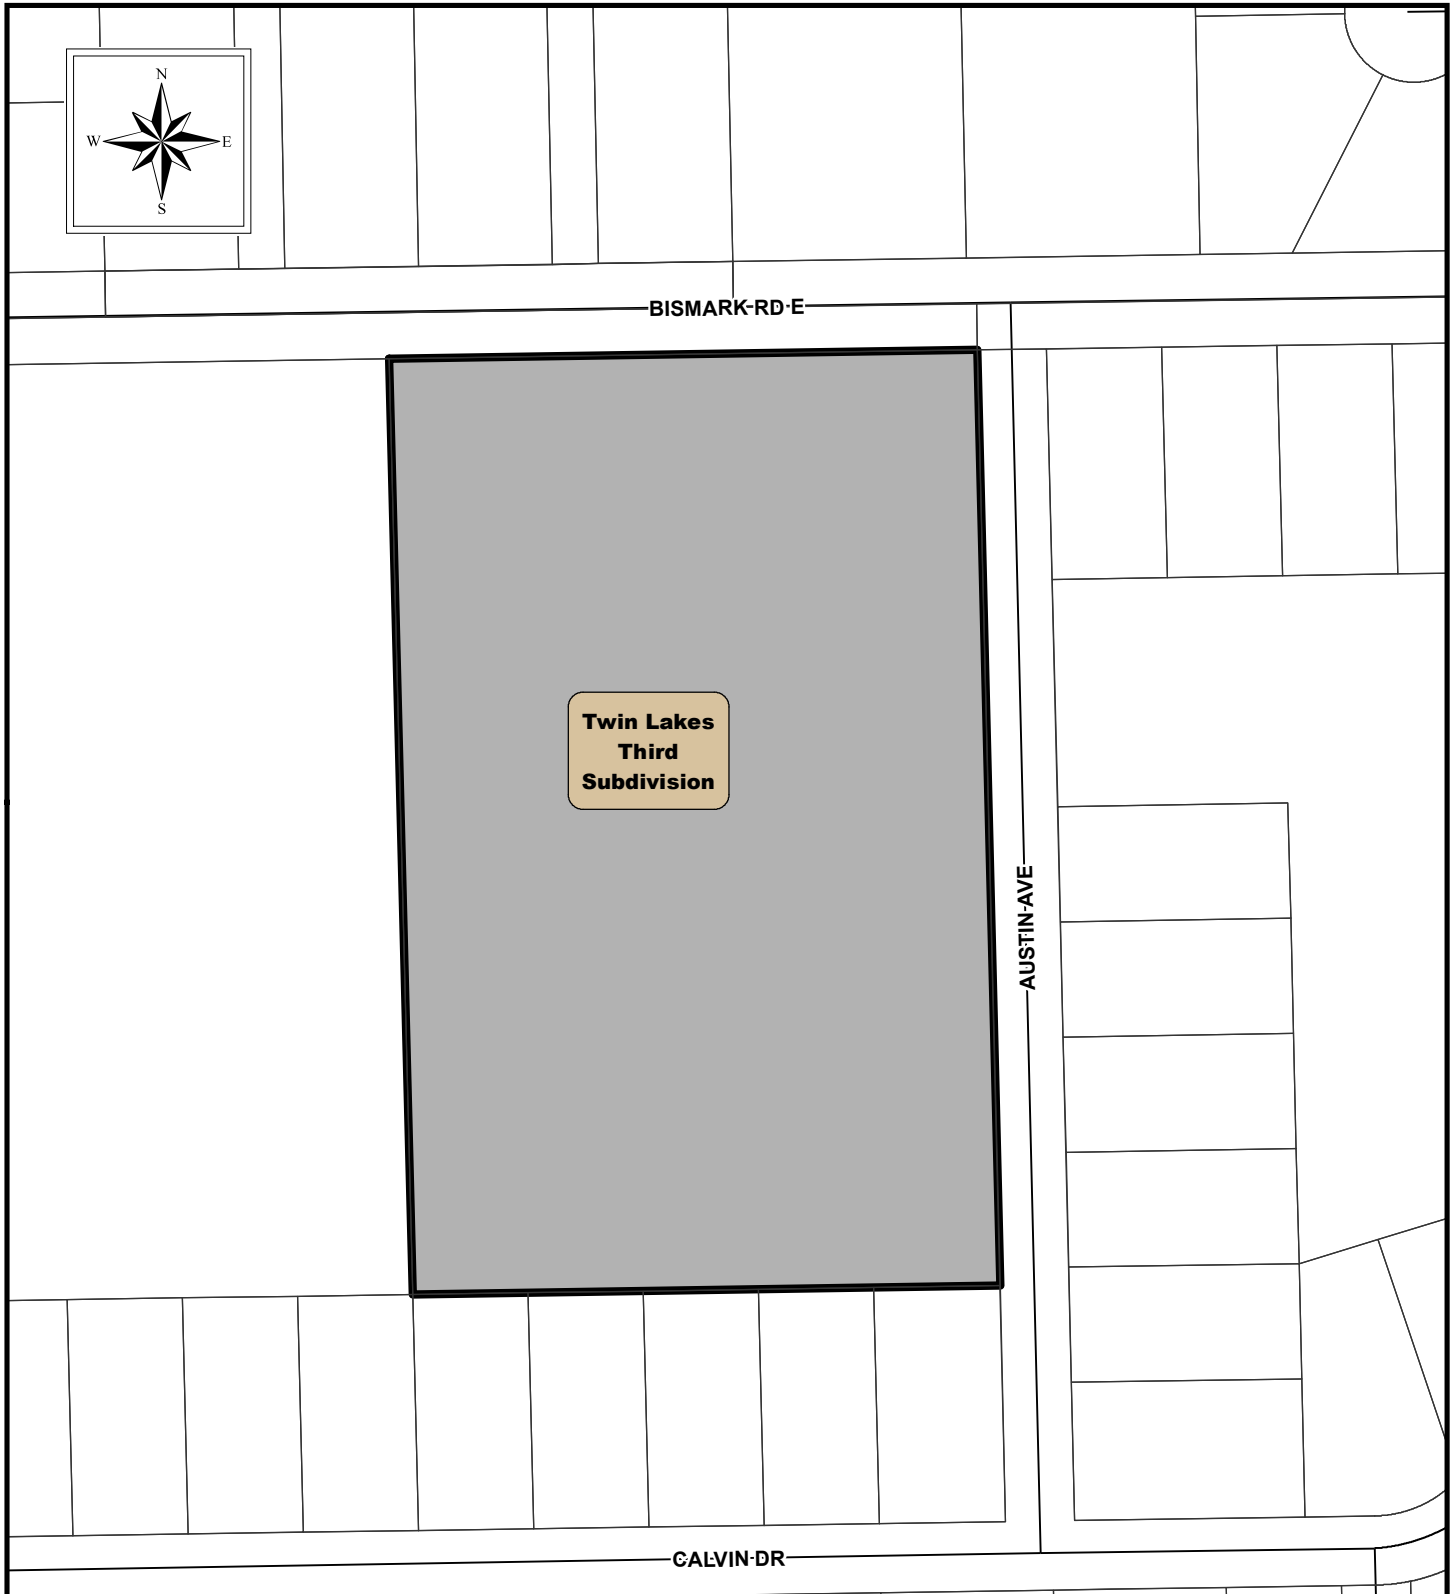 N
W E
S
BISMARK RD E
Twin Lakes
Third
Subdivision
AUSTIN AVE
CALVIN DR